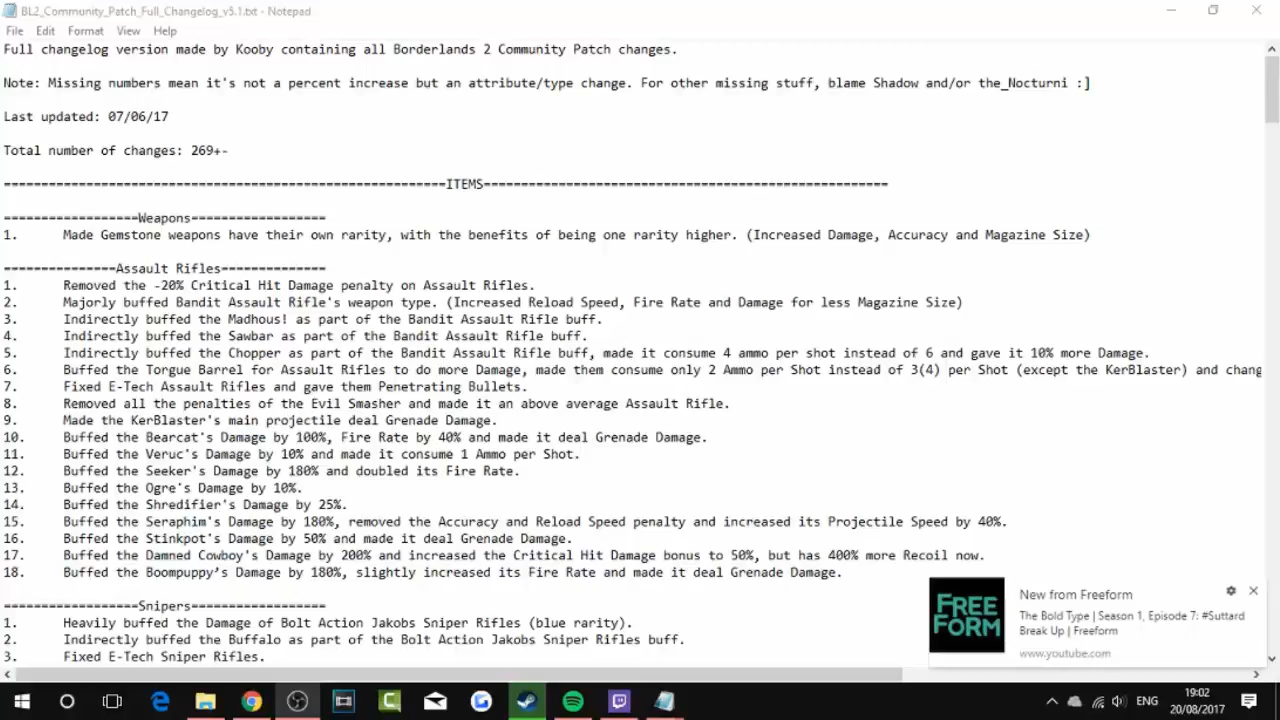 BL2_Community_Patch_Full_Changelog_v5.1.txt - Notepad
File Edit Format View Help
Full changelog version made by Kooby containing all Borderlands 2 Community Patch changes.
Note: Missing numbers mean it's not a percent increase but an attribute/type change. For other missing stuff, blame Shadow and/or the_Nocturni :]
Last updated: 07/06/17
Total number of changes: 269+-
===========================================================ITEMS======================================================
==================Weapons==================
1. Made Gemstone weapons have their own rarity, with the benefits of being one rarity higher. (Increased Damage, Accuracy and Magazine Size)
===============Assault Rifles==============
1. Removed the -20% Critical Hit Damage penalty on Assault Rifles.
2. Majorly buffed Bandit Assault Rifle's weapon type. (Increased Reload Speed, Fire Rate and Damage for less Magazine Size)
3. Indirectly buffed the Madhous! as part of the Bandit Assault Rifle buff.
4. Indirectly buffed the Sawbar as part of the Bandit Assault Rifle buff.
5. Indirectly buffed the Chopper as part of the Bandit Assault Rifle buff, made it consume 4 ammo per shot instead of 6 and gave it 10% more Damage.
6. Buffed the Torgue Barrel for Assault Rifles to do more Damage, made them consume only 2 Ammo per Shot instead of 3(4) per Shot (except the KerBlaster) and chang
7. Fixed E-Tech Assault Rifles and gave them Penetrating Bullets.
8. Removed all the penalties of the Evil Smasher and made it an above average Assault Rifle.
9. Made the KerBlaster's main projectile deal Grenade Damage.
10. Buffed the Bearcat's Damage by 100%, Fire Rate by 40% and made it deal Grenade Damage.
11. Buffed the Veruc's Damage by 10% and made it consume 1 Ammo per Shot.
12. Buffed the Seeker's Damage by 180% and doubled its Fire Rate.
13. Buffed the Ogre's Damage by 10%.
14. Buffed the Shredifier's Damage by 25%.
15. Buffed the Seraphim's Damage by 180%, removed the Accuracy and Reload Speed penalty and increased its Projectile Speed by 40%.
16. Buffed the Stinkpot's Damage by 50% and made it deal Grenade Damage.
17. Buffed the Damned Cowboy's Damage by 200% and increased the Critical Hit Damage bonus to 50%, but has 400% more Recoil now.
18. Buffed the Boompuppy’s Damage by 180%, slightly increased its Fire Rate and made it deal Grenade Damage.
==================Snipers==================
1. Heavily buffed the Damage of Bolt Action Jakobs Sniper Rifles (blue rarity).
2. Indirectly buffed the Buffalo as part of the Bolt Action Jakobs Sniper Rifles buff.
3. Fixed E-Tech Sniper Rifles.
FREE
FORM
New from Freeform
The Bold Type | Season 1, Episode 7: #Suttard
Break Up | Freeform
www.youtube.com
ENG
19:02
20/08/2017